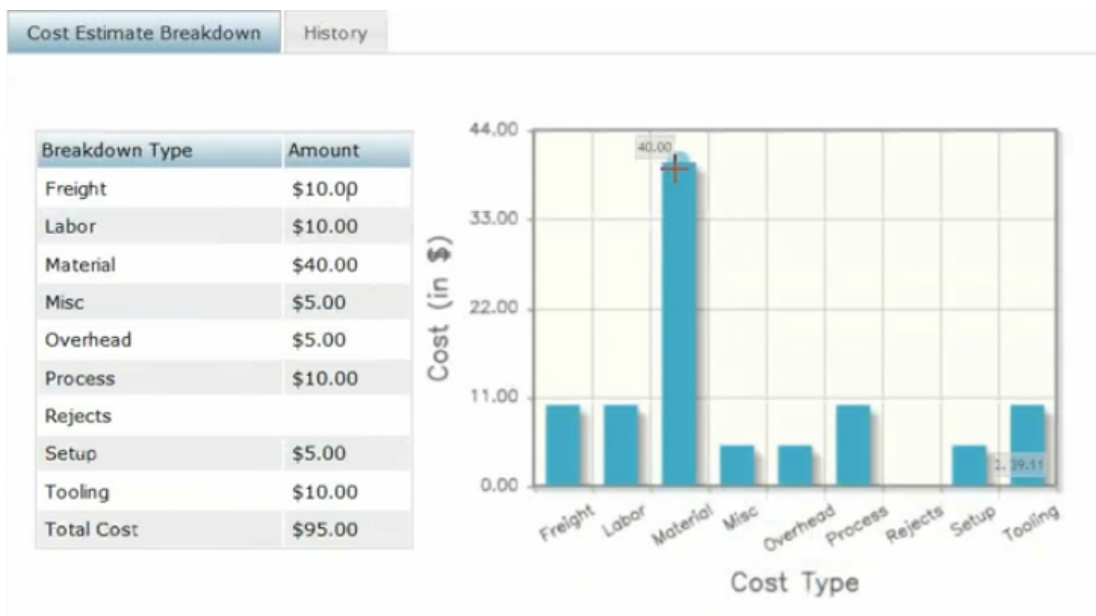 Cost Estimate Breakdown History
Breakdown Type Amount
Freight $10.00
Labor $10.00
Material $40.00
Misc $5.00
Overhead $5.00
Process $10.00
Rejects
Setup $5.00
Tooling $10.00
Total Cost $95.00
44.00
40.00
33.00
22.00
11.00
0.00
Cost (in $)
2, 39.11
Freight Labor Material Misc Overhead Process Rejects Setup Tooling
Cost Type